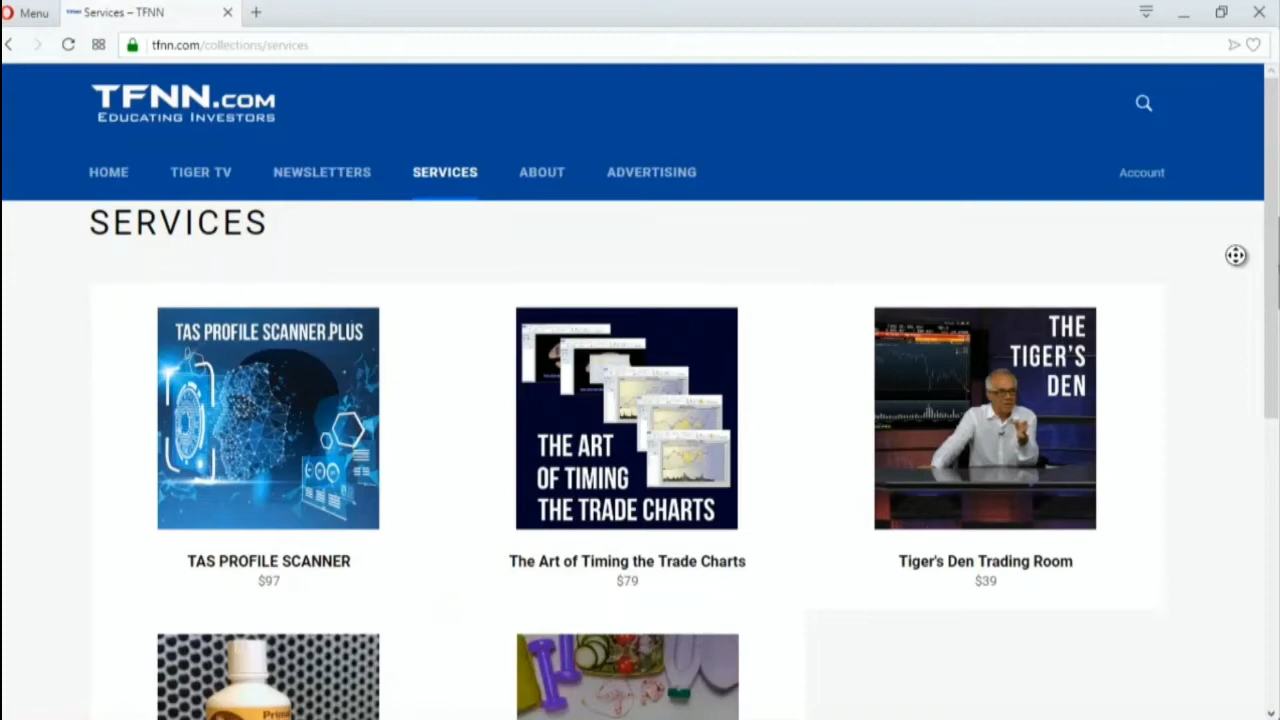 Menu
Services – TFNN
tfnn.com/collections/services
TFNN.COM
EDUCATING INVESTORS
HOME
TIGER TV
NEWSLETTERS
SERVICES
ABOUT
ADVERTISING
Account
SERVICES
TAS PROFILE SCANNER PLUS
THE ART
OF TIMING
THE TRADE CHARTS
THE
TIGER'S
DEN
TAS PROFILE SCANNER
$97
The Art of Timing the Trade Charts
$79
Tiger's Den Trading Room
$39